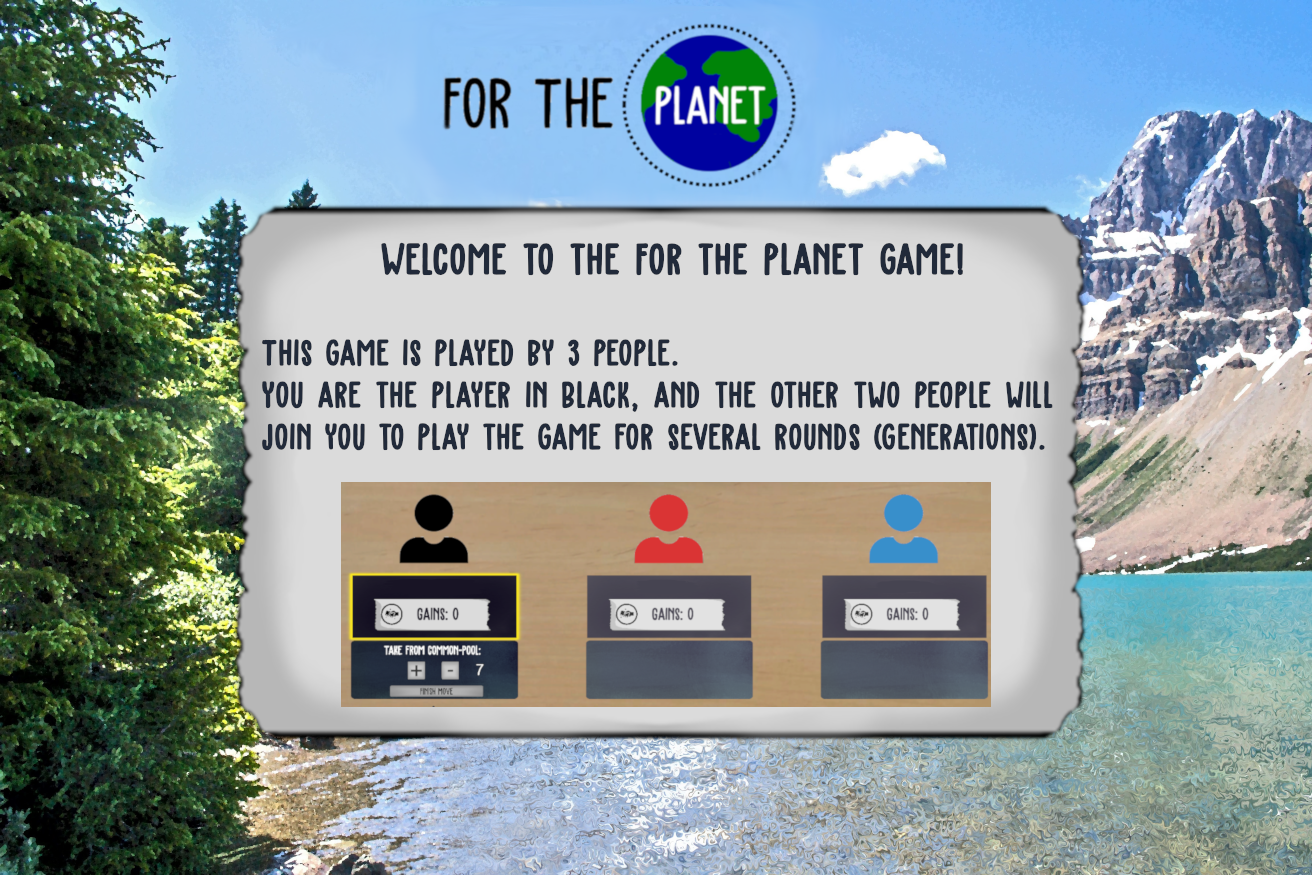 FOR THE PLANET
WELCOME TO THE FOR THE PLANET GAME!
THIS GAME IS PLAYED BY 3 PEOPLE.
YOU ARE THE PLAYER IN BLACK, AND THE OTHER TWO PEOPLE WILL
JOIN YOU TO PLAY THE GAME FOR SEVERAL ROUNDS (GENERATIONS).
GAINS: 0
GAINS: 0
GAINS: 0
TAKE FROM COMMON-POOL:
+ - 7
FINISH MOVE